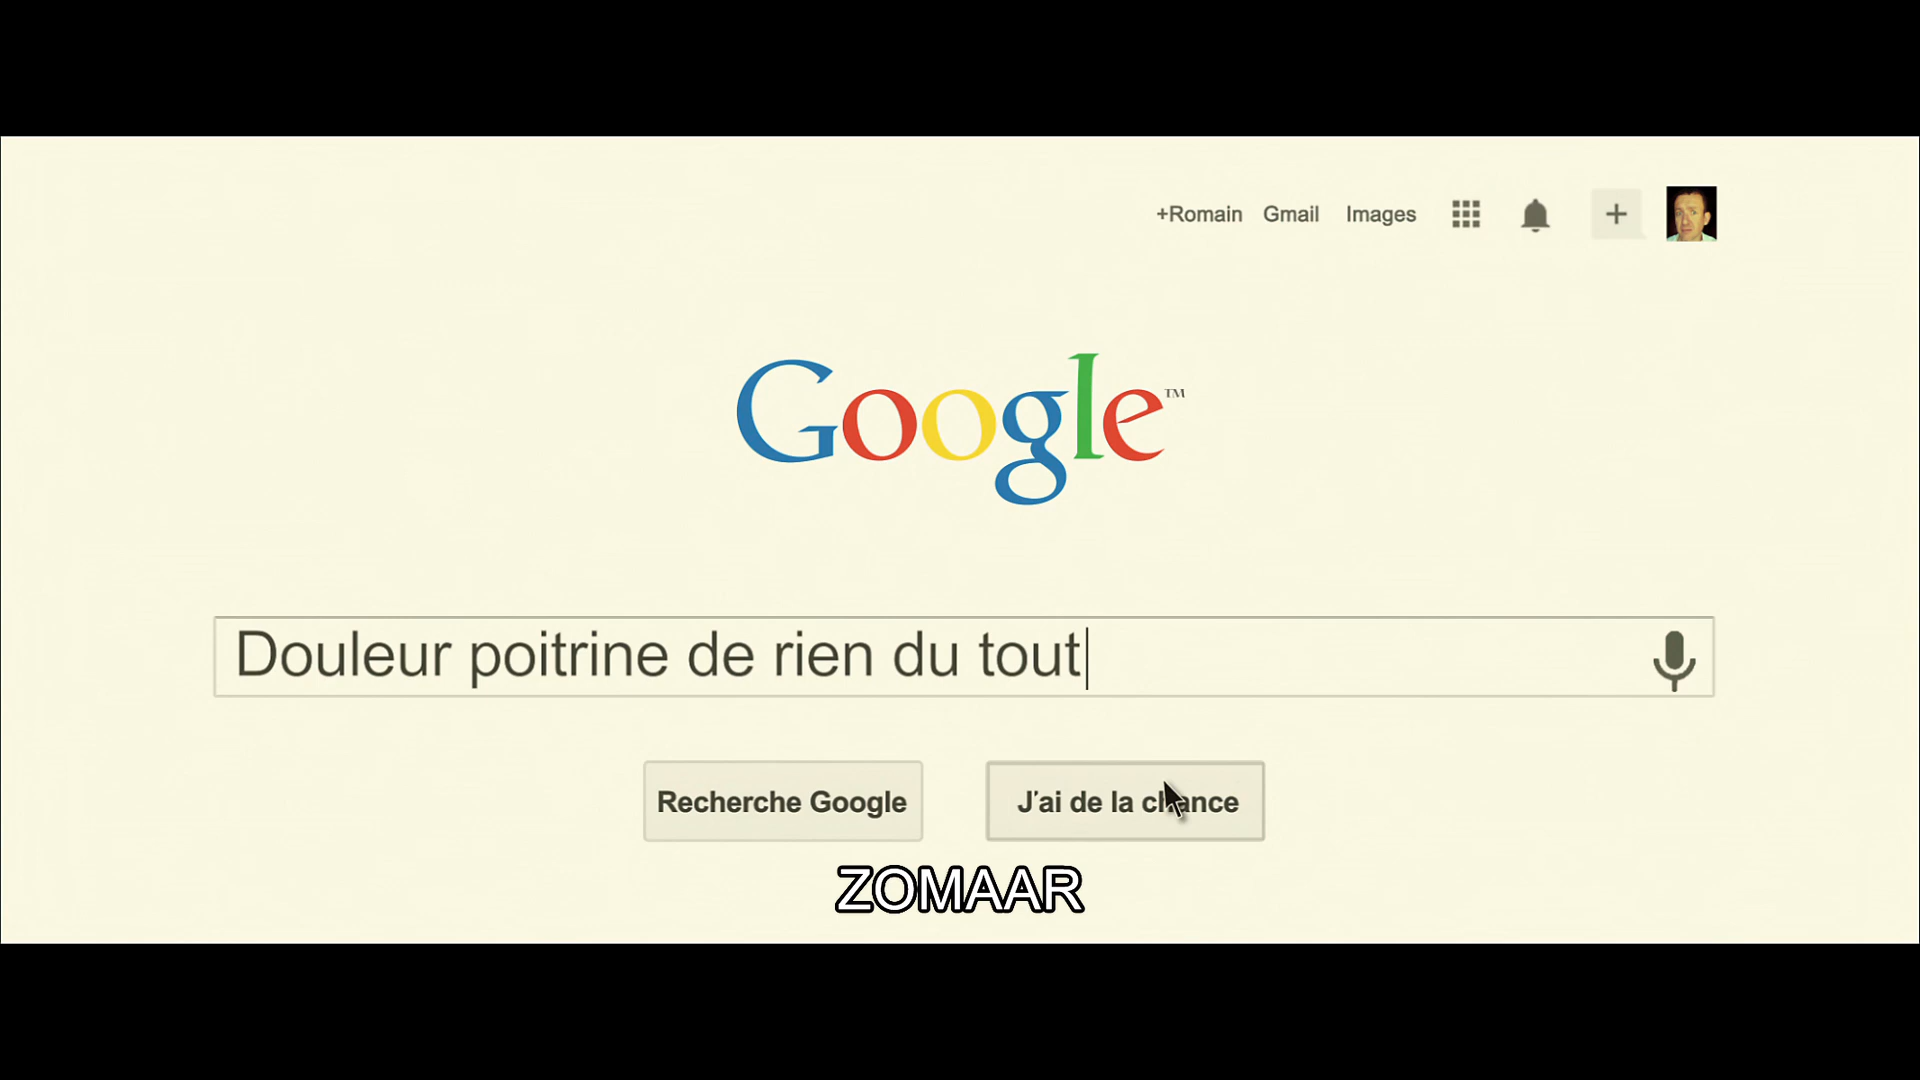 +Romain Gmail Images
Google™
Douleur poitrine de rien du tout
Recherche Google J'ai de la chance
ZOMAAR